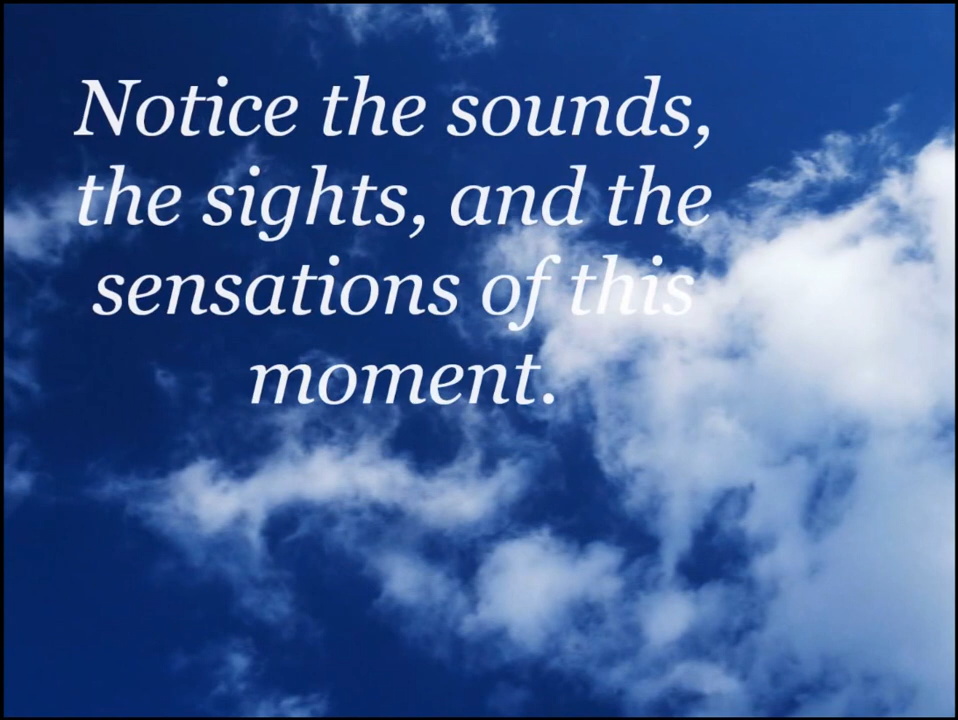 Notice the sounds,
the sights, and the
sensations of this
moment.